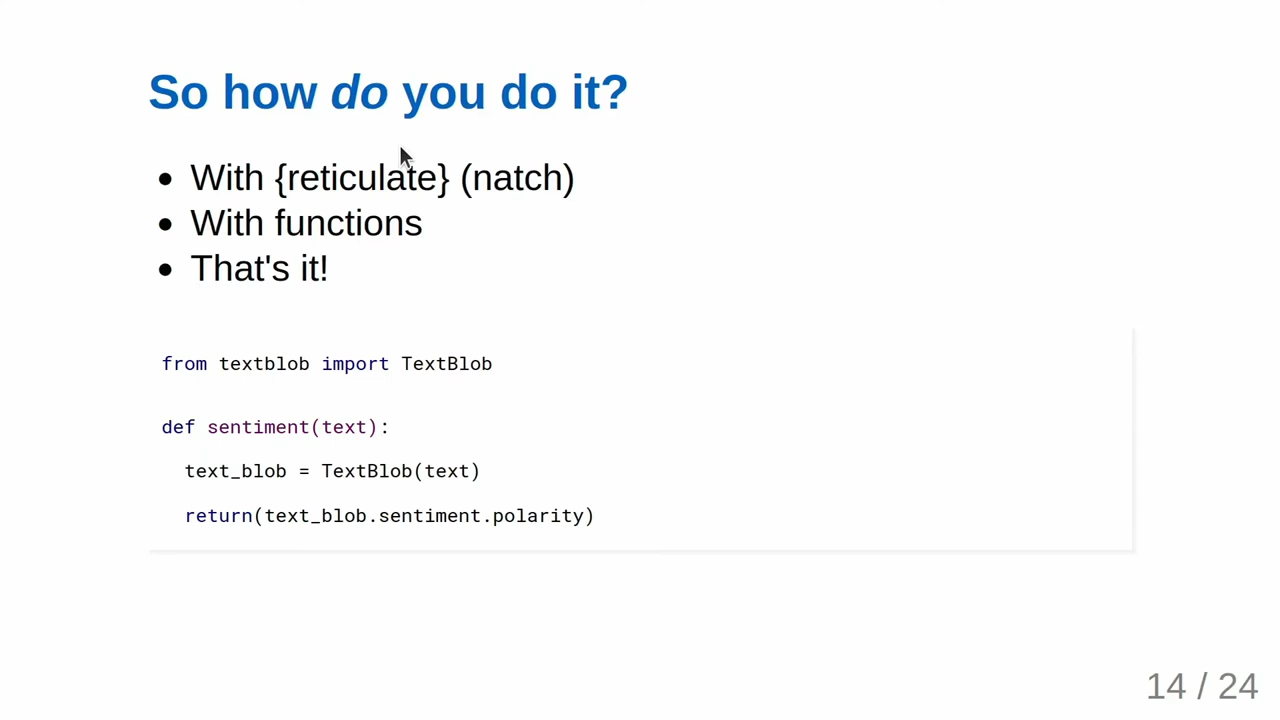 So how do you do it?
With {reticulate} (natch)
With functions
That's it!
from textblob import TextBlob
def sentiment(text):
text_blob = TextBlob(text)
return(text_blob.sentiment.polarity)
14 / 24